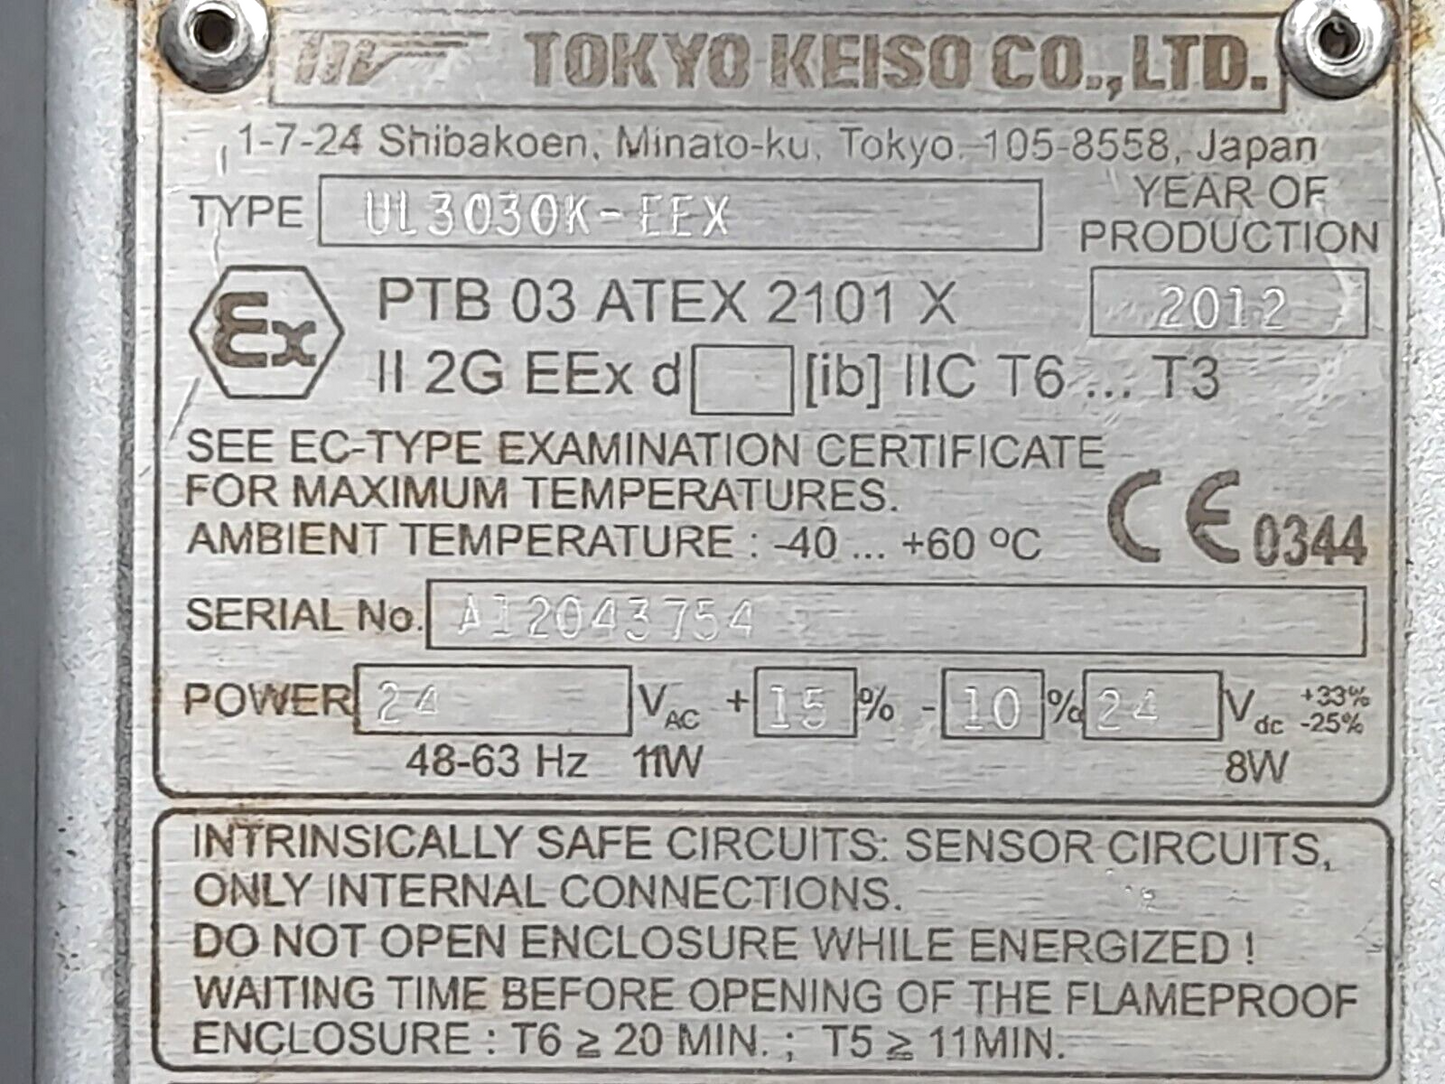 TOKYO KEISO CO.,LTD.
1-7-24 Shibakoen, Minato-ku, Tokyo. 105-8558, Japan
TYPE UL3030K-EEX
YEAR OF PRODUCTION
2012
Ex PTB 03 ATEX 2101 X
II 2G EEx d [ib] IIC T6 ... T3
SEE EC-TYPE EXAMINATION CERTIFICATE
FOR MAXIMUM TEMPERATURES.
AMBIENT TEMPERATURE : -40 ... +60 ºC
CE 0344
SERIAL No. A12043754
POWER 24 VAC +15% -10% 24 Vdc +33% -25%
48-63 Hz 11W 8W
INTRINSICALLY SAFE CIRCUITS: SENSOR CIRCUITS,
ONLY INTERNAL CONNECTIONS.
DO NOT OPEN ENCLOSURE WHILE ENERGIZED !
WAITING TIME BEFORE OPENING OF THE FLAMEPROOF
ENCLOSURE : T6 ≥ 20 MIN. ; T5 ≥ 11MIN.